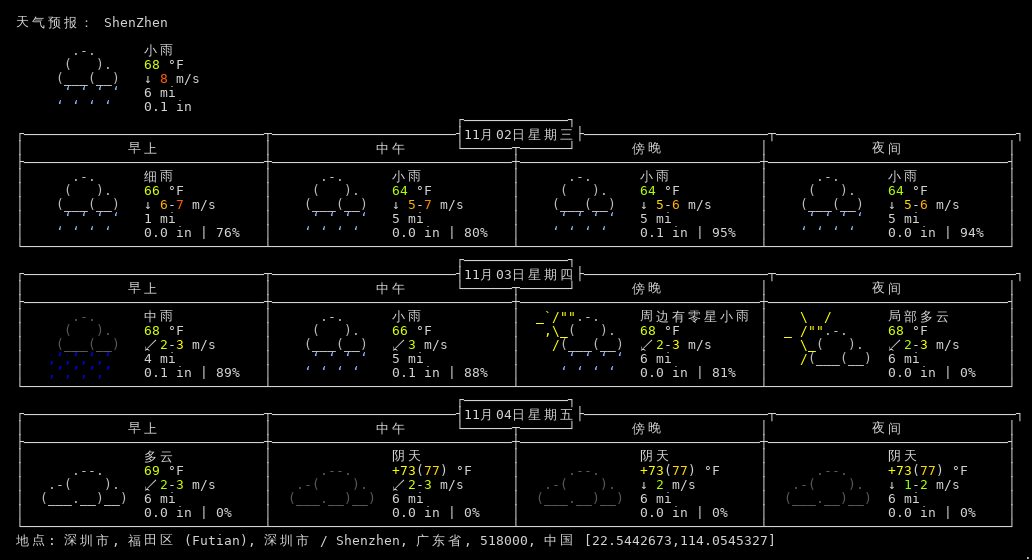 天气预报： ShenZhen
小雨
68 °F
↓ 8 m/s
6 mi
0.1 in
11月02日星期三
早上 中午 傍晚 夜间
细雨 小雨 小雨 小雨
66 °F 64 °F 64 °F 64 °F
↓ 6-7 m/s ↓ 5-7 m/s ↓ 5-6 m/s ↓ 5-6 m/s
1 mi 5 mi 5 mi 5 mi
0.0 in | 76% 0.0 in | 80% 0.1 in | 95% 0.0 in | 94%
11月03日星期四
早上 中午 傍晚 夜间
中雨 小雨 周边有零星小雨 局部多云
68 °F 66 °F 68 °F 68 °F
↙ 2-3 m/s ↙ 3 m/s ↙ 2-3 m/s ↙ 2-3 m/s
4 mi 5 mi 6 mi 6 mi
0.1 in | 89% 0.1 in | 88% 0.0 in | 81% 0.0 in | 0%
11月04日星期五
早上 中午 傍晚 夜间
多云 阴天 阴天 阴天
69 °F +73(77) °F +73(77) °F +73(77) °F
↙ 2-3 m/s ↙ 2-3 m/s ↓ 2 m/s ↓ 1-2 m/s
6 mi 6 mi 6 mi 6 mi
0.0 in | 0% 0.0 in | 0% 0.0 in | 0% 0.0 in | 0%
地点: 深圳市, 福田区 (Futian), 深圳市 / Shenzhen, 广东省, 518000, 中国 [22.5442673,114.0545327]